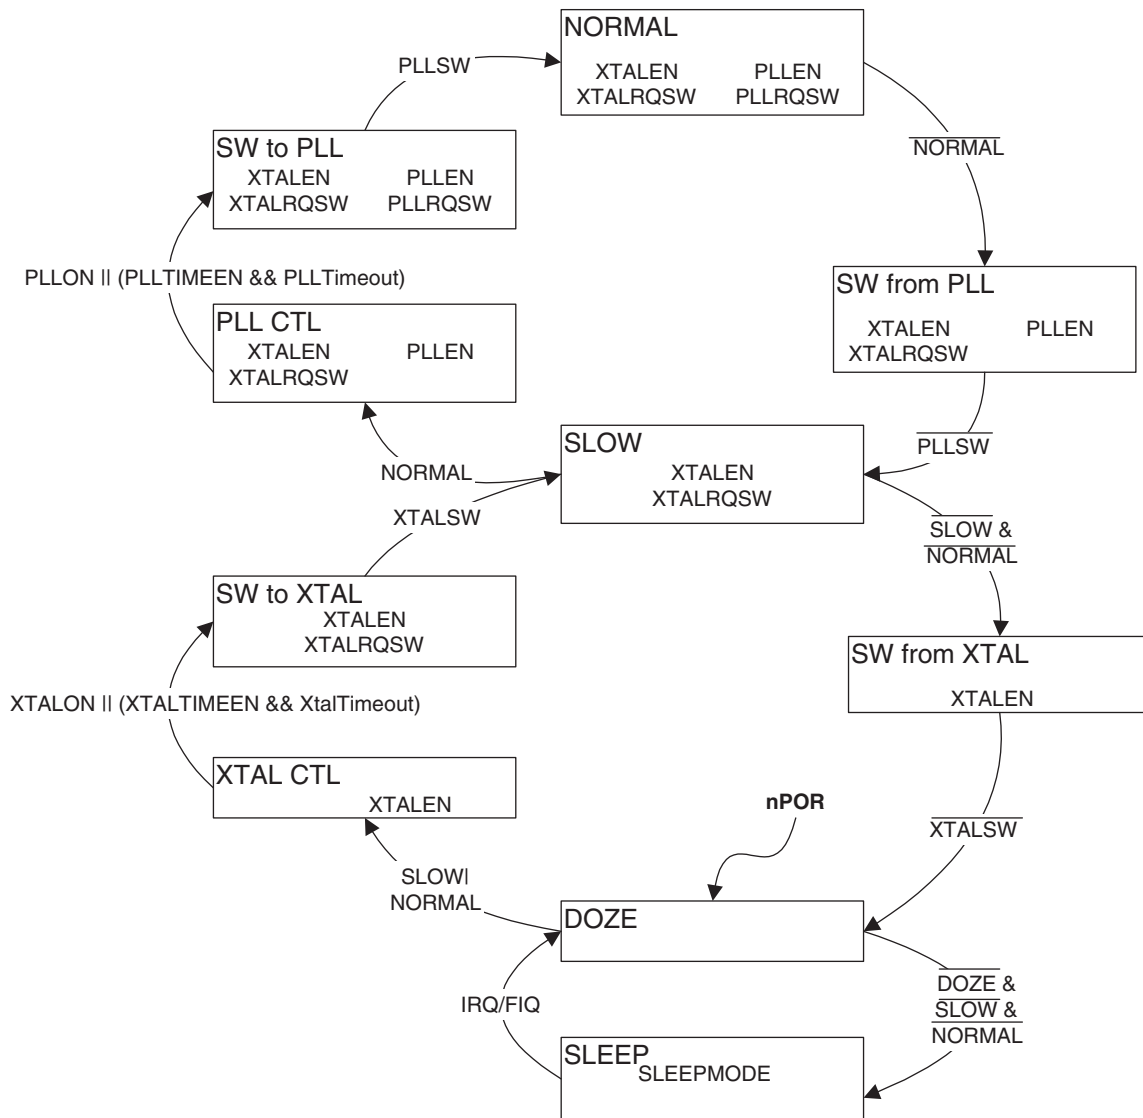 NORMAL
XTALEN PLLEN
XTALRQSW PLLRQSW
PLLSW
NORMAL
SW to PLL
XTALEN PLLEN
XTALRQSW PLLRQSW
PLLON || (PLLTIMEEN && PLLTimeout)
SW from PLL
XTALEN PLLEN
XTALRQSW
PLL CTL
XTALEN PLLEN
XTALRQSW
PLLSW
NORMAL
SLOW
XTALEN
XTALRQSW
XTALSW
SLOW &
NORMAL
SW to XTAL
XTALEN
XTALRQSW
SW from XTAL
XTALEN
XTALON || (XTALTIMEEN && XtalTimeout)
XTAL CTL
XTALEN
nPOR
XTALSW
SLOW|
NORMAL
DOZE
DOZE &
SLOW &
NORMAL
IRQ/FIQ
SLEEP
SLEEPMODE